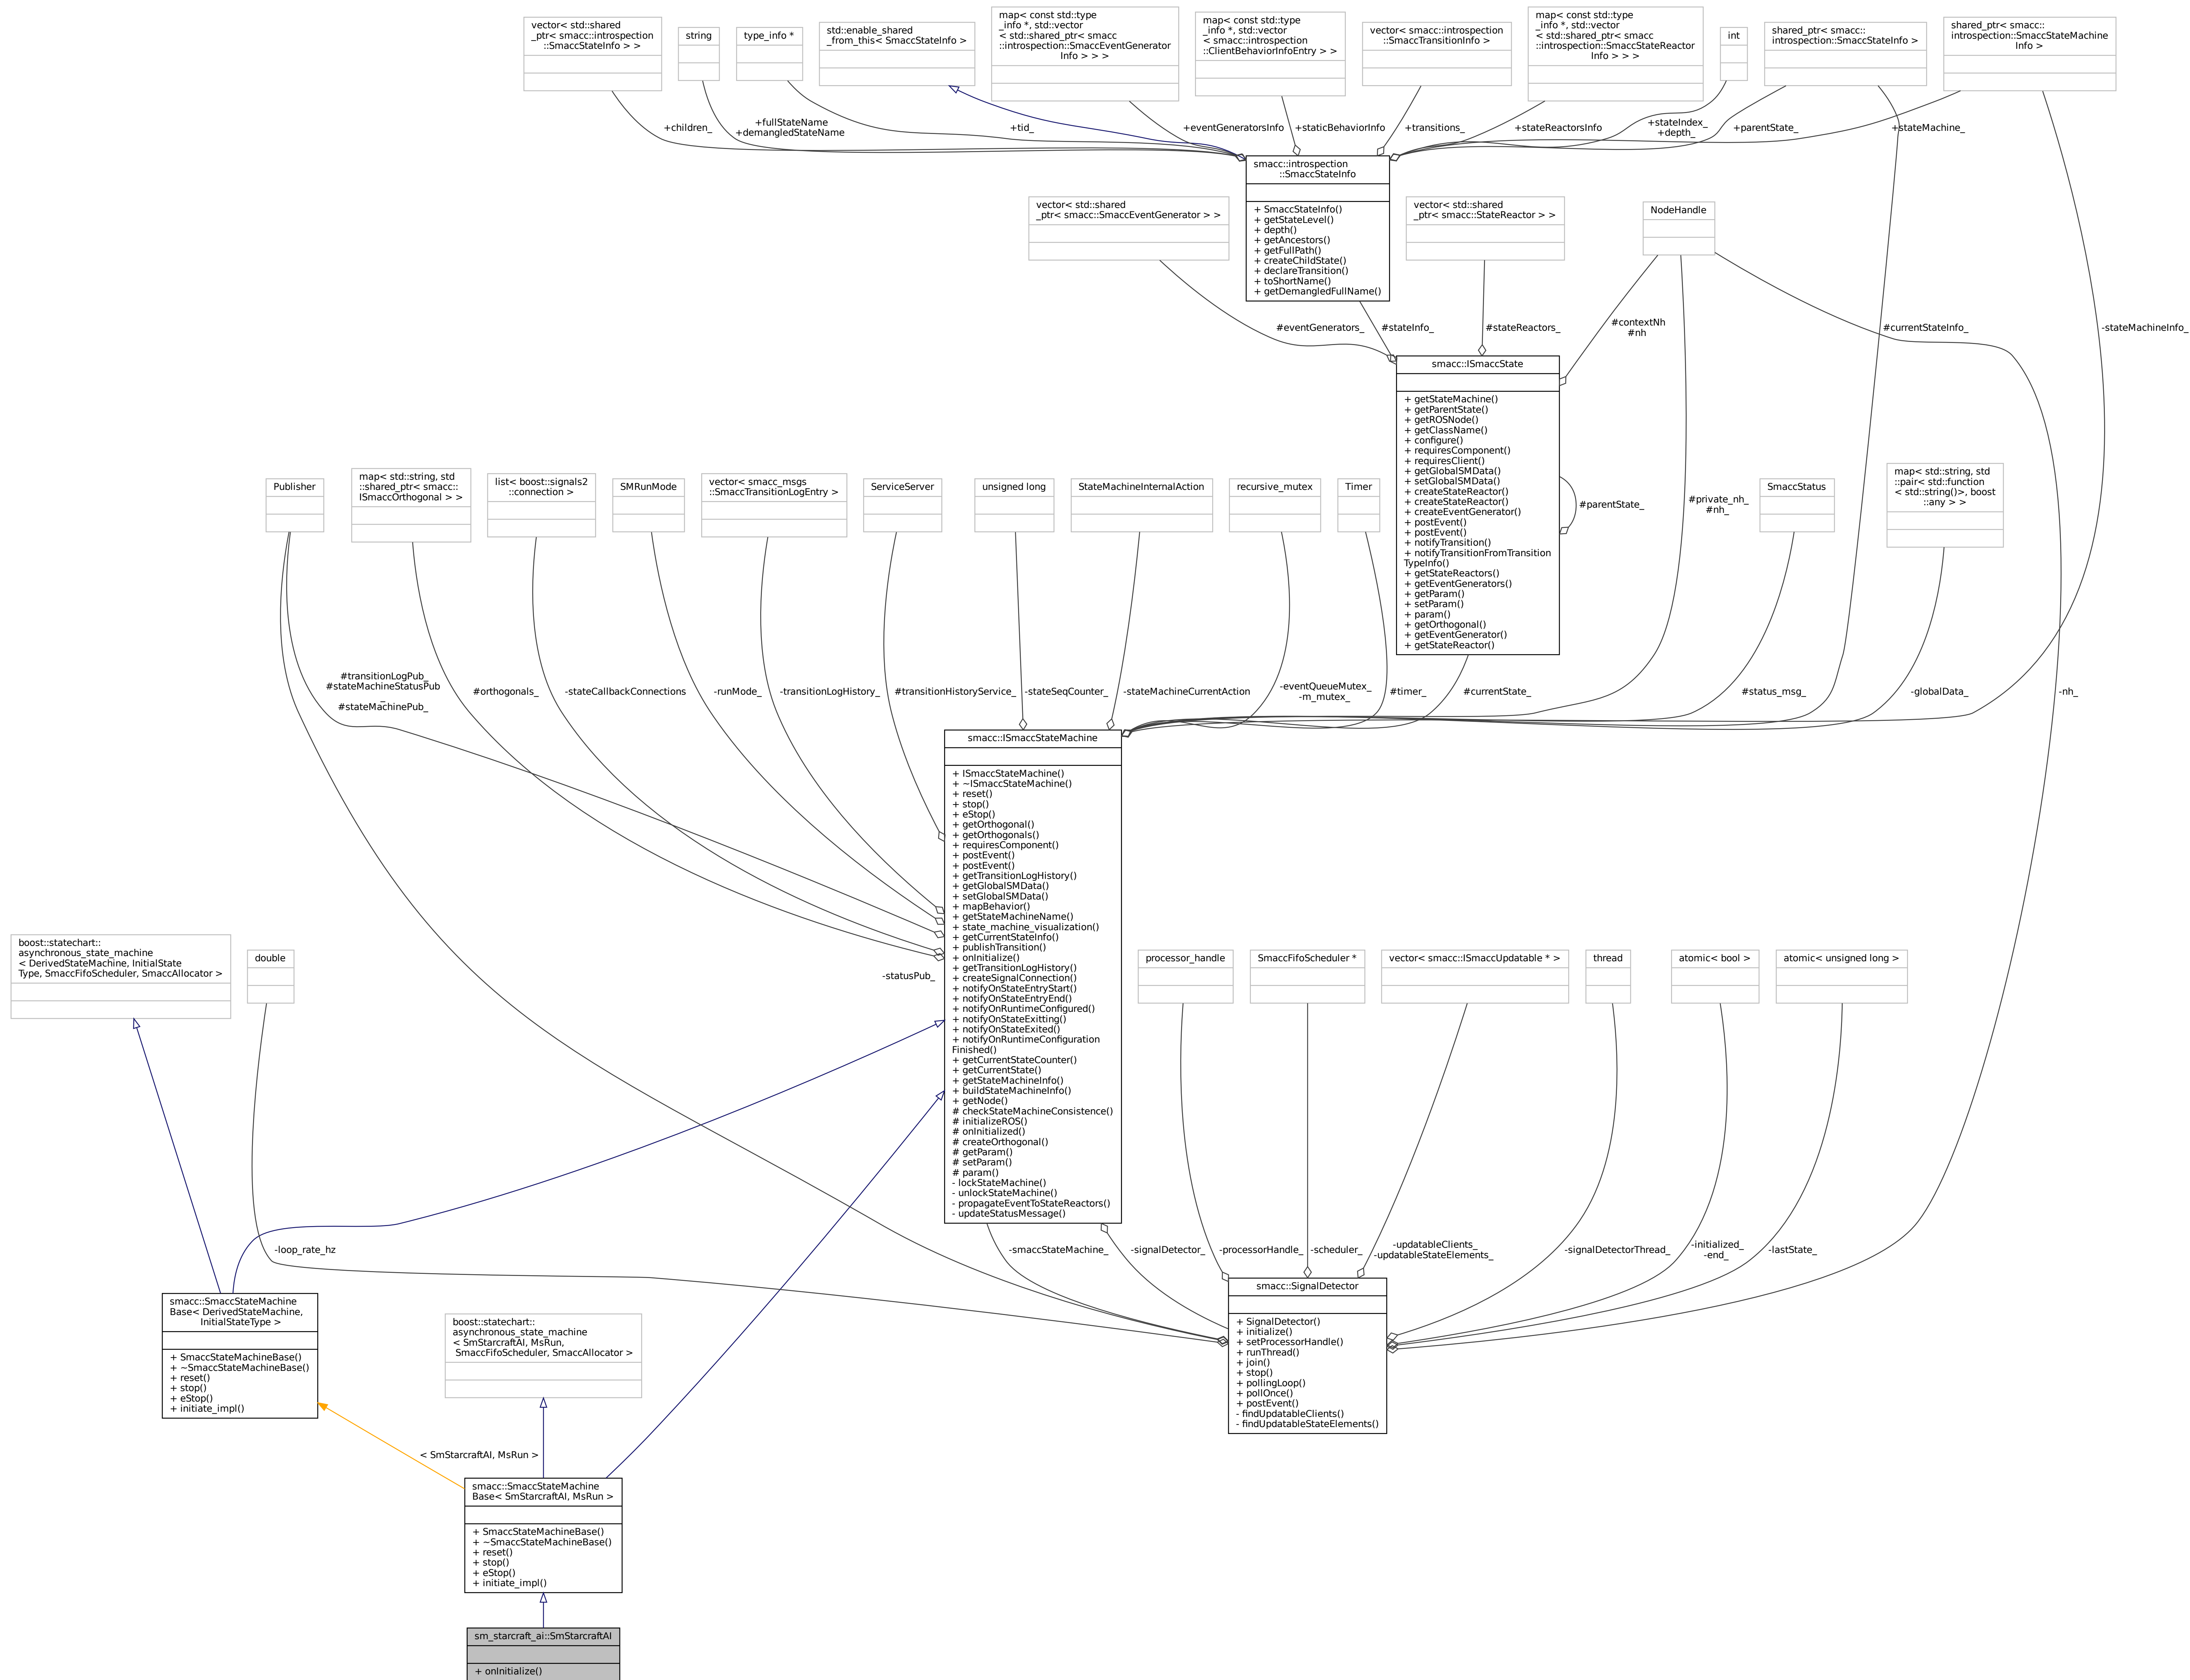 vector< std::shared
_ptr< smacc::introspection
::SmaccStateInfo > >
string
type_info *
std::enable_shared
_from_this< SmaccStateInfo >
map< const std::type
_info *, std::vector
< std::shared_ptr< smacc
::introspection::SmaccEventGenerator
Info > > >
map< const std::type
_info *, std::vector
< smacc::introspection
::ClientBehaviorInfoEntry > >
vector< smacc::introspection
::SmaccTransitionInfo >
map< const std::type
_info *, std::vector
< std::shared_ptr< smacc
::introspection::SmaccStateReactor
Info > > >
int
shared_ptr< smacc::
introspection::SmaccStateInfo >
shared_ptr< smacc::
introspection::SmaccStateMachine
Info >
+children_
+fullStateName
+demangledStateName
+tid_
+eventGeneratorsInfo
+staticBehaviorInfo
+transitions_
+stateReactorsInfo
+stateIndex_
+depth_
+parentState_
+stateMachine_
smacc::introspection
::SmaccStateInfo
+ SmaccStateInfo()
+ getStateLevel()
+ depth()
+ getAncestors()
+ getFullPath()
+ createChildState()
+ declareTransition()
+ toShortName()
+ getDemangledFullName()
vector< std::shared
_ptr< smacc::SmaccEventGenerator > >
vector< std::shared
_ptr< smacc::StateReactor > >
NodeHandle
#eventGenerators_
#stateInfo_
#stateReactors_
#contextNh
#nh
#currentStateInfo_
-stateMachineInfo_
smacc::ISmaccState
+ getStateMachine()
+ getParentState()
+ getROSNode()
+ getClassName()
+ configure()
+ requiresComponent()
+ requiresClient()
+ getGlobalSMData()
+ setGlobalSMData()
+ createStateReactor()
+ createStateReactor()
+ createEventGenerator()
+ postEvent()
+ postEvent()
+ notifyTransition()
+ notifyTransitionFromTransition
TypeInfo()
+ getStateReactors()
+ getEventGenerators()
+ getParam()
+ setParam()
+ param()
+ getOrthogonal()
+ getEventGenerator()
+ getStateReactor()
#parentState_
#private_nh_
#nh_
Publisher
map< std::string, std
::shared_ptr< smacc::
ISmaccOrthogonal > >
list< boost::signals2
::connection >
SMRunMode
vector< smacc_msgs
::SmaccTransitionLogEntry >
ServiceServer
unsigned long
StateMachineInternalAction
recursive_mutex
Timer
SmaccStatus
map< std::string, std
::pair< std::function
< std::string()>, boost
::any > >
#transitionLogPub_
#stateMachineStatusPub
_
#stateMachinePub_
#orthogonals_
-stateCallbackConnections
-runMode_
-transitionLogHistory_
#transitionHistoryService_
-stateSeqCounter_
-stateMachineCurrentAction
-eventQueueMutex_
-m_mutex_
#timer_
#currentState_
#status_msg_
-globalData_
-nh_
smacc::ISmaccStateMachine
+ ISmaccStateMachine()
+ ~ISmaccStateMachine()
+ reset()
+ stop()
+ eStop()
+ getOrthogonal()
+ getOrthogonals()
+ requiresComponent()
+ postEvent()
+ postEvent()
+ getTransitionLogHistory()
+ getGlobalSMData()
+ setGlobalSMData()
+ mapBehavior()
+ getStateMachineName()
+ state_machine_visualization()
+ getCurrentStateInfo()
+ publishTransition()
+ onInitialize()
+ getTransitionLogHistory()
+ createSignalConnection()
+ notifyOnStateEntryStart()
+ notifyOnStateEntryEnd()
+ notifyOnRuntimeConfigured()
+ notifyOnStateExitting()
+ notifyOnStateExited()
+ notifyOnRuntimeConfiguration
Finished()
+ getCurrentStateCounter()
+ getCurrentState()
+ getStateMachineInfo()
+ buildStateMachineInfo()
+ getNode()
# checkStateMachineConsistence()
# initializeROS()
# onInitialized()
# createOrthogonal()
# getParam()
# setParam()
# param()
- lockStateMachine()
- unlockStateMachine()
- propagateEventToStateReactors()
- updateStatusMessage()
boost::statechart::
asynchronous_state_machine
< DerivedStateMachine, InitialState
Type, SmaccFifoScheduler, SmaccAllocator >
double
-statusPub_
processor_handle
SmaccFifoScheduler *
vector< smacc::ISmaccUpdatable * >
thread
atomic< bool >
atomic< unsigned long >
-loop_rate_hz
-smaccStateMachine_
-signalDetector_
-processorHandle_
-scheduler_
-updatableClients_
-updatableStateElements_
-signalDetectorThread_
-initialized_
-end_
-lastState_
smacc::SmaccStateMachine
Base< DerivedStateMachine,
InitialStateType >
+ SmaccStateMachineBase()
+ ~SmaccStateMachineBase()
+ reset()
+ stop()
+ eStop()
+ initiate_impl()
boost::statechart::
asynchronous_state_machine
< SmStarcraftAI, MsRun,
SmaccFifoScheduler, SmaccAllocator >
smacc::SignalDetector
+ SignalDetector()
+ initialize()
+ setProcessorHandle()
+ runThread()
+ join()
+ stop()
+ pollingLoop()
+ pollOnce()
+ postEvent()
- findUpdatableClients()
- findUpdatableStateElements()
< SmStarcraftAI, MsRun >
smacc::SmaccStateMachine
Base< SmStarcraftAI, MsRun >
+ SmaccStateMachineBase()
+ ~SmaccStateMachineBase()
+ reset()
+ stop()
+ eStop()
+ initiate_impl()
sm_starcraft_ai::SmStarcraftAI
+ onInitialize()